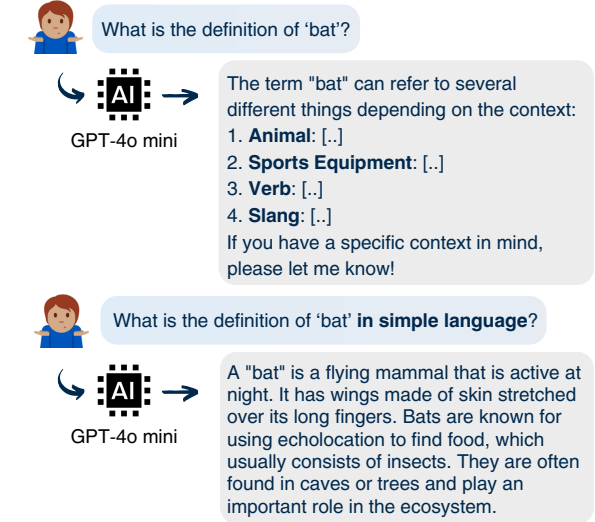 What is the definition of ‘bat’?
AI
GPT-4o mini
The term "bat" can refer to several
different things depending on the context:
1. Animal: [..]
2. Sports Equipment: [..]
3. Verb: [..]
4. Slang: [..]
If you have a specific context in mind,
please let me know!
What is the definition of ‘bat’ in simple language?
AI
GPT-4o mini
A "bat" is a flying mammal that is active at
night. It has wings made of skin stretched
over its long fingers. Bats are known for
using echolocation to find food, which
usually consists of insects. They are often
found in caves or trees and play an
important role in the ecosystem.